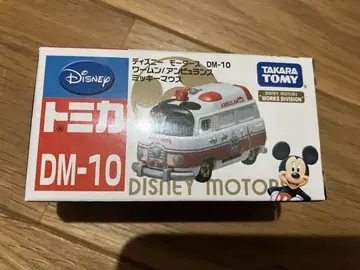 Disney
トミカ
DM-10
ディズニー モータース DM-10
ワームン/アンビュランス
ミッキーマウス
TAKARA
TOMY
DISNEY MOTORS
"WORKS DIVISION"
AMBULANCE
DISNEY MOTO